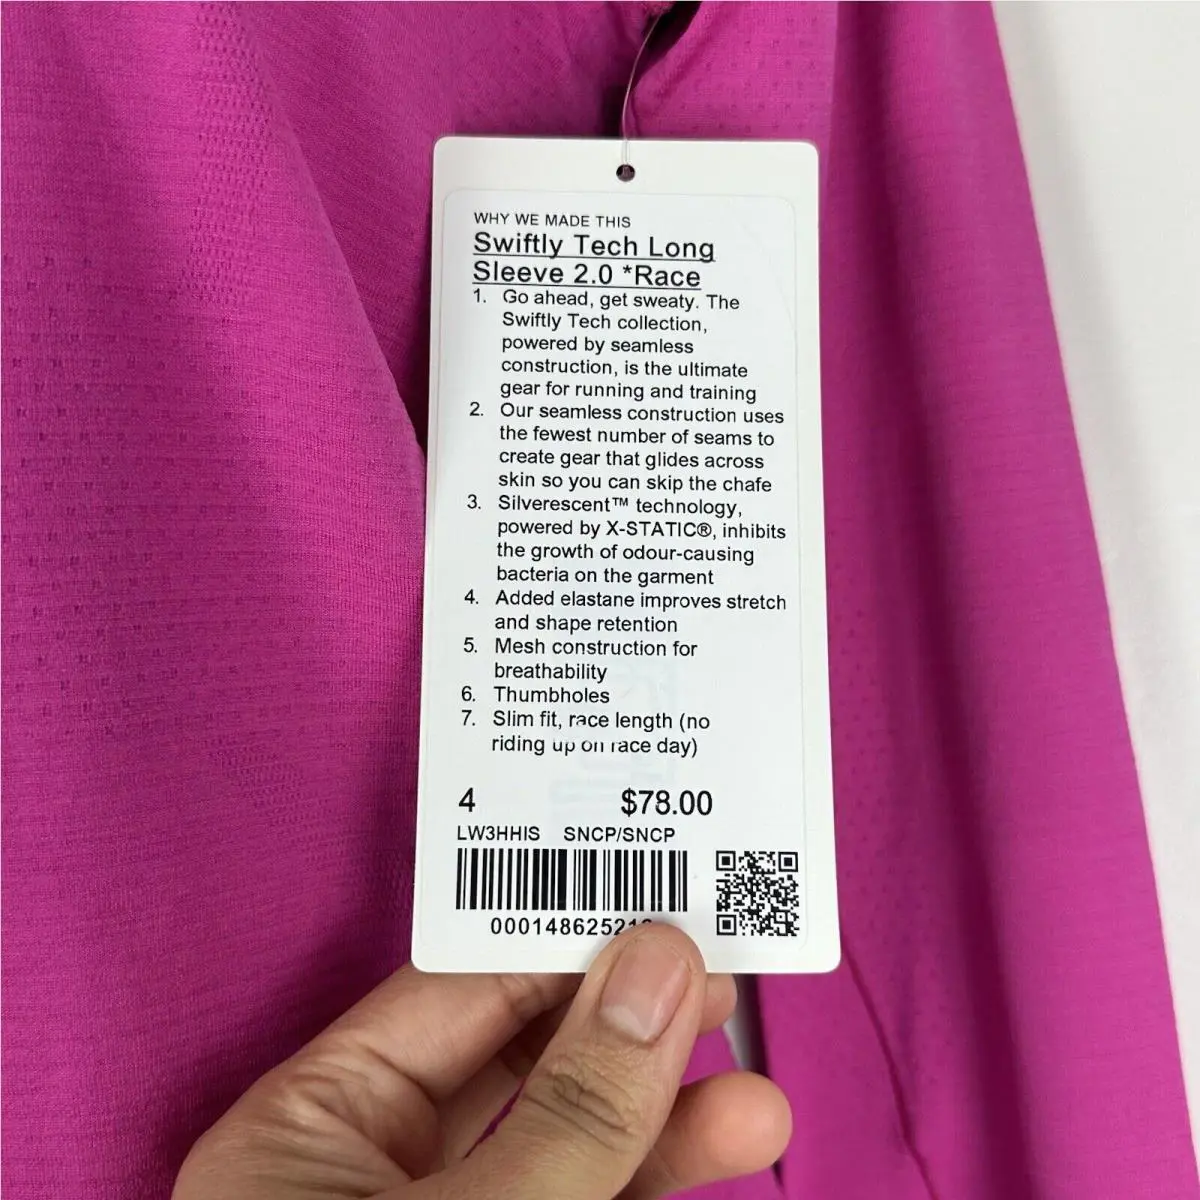 WHY WE MADE THIS
Swiftly Tech Long
Sleeve 2.0 *Race
1. Go ahead, get sweaty. The
Swiftly Tech collection,
powered by seamless
construction, is the ultimate
gear for running and training
2. Our seamless construction uses
the fewest number of seams to
create gear that glides across
skin so you can skip the chafe
3. Silverescent™ technology,
powered by X-STATIC®, inhibits
the growth of odour-causing
bacteria on the garment
4. Added elastane improves stretch
and shape retention
5. Mesh construction for
breathability
6. Thumbholes
7. Slim fit, race length (no
riding up on race day)
4 $78.00
LW3HHIS SNCP/SNCP